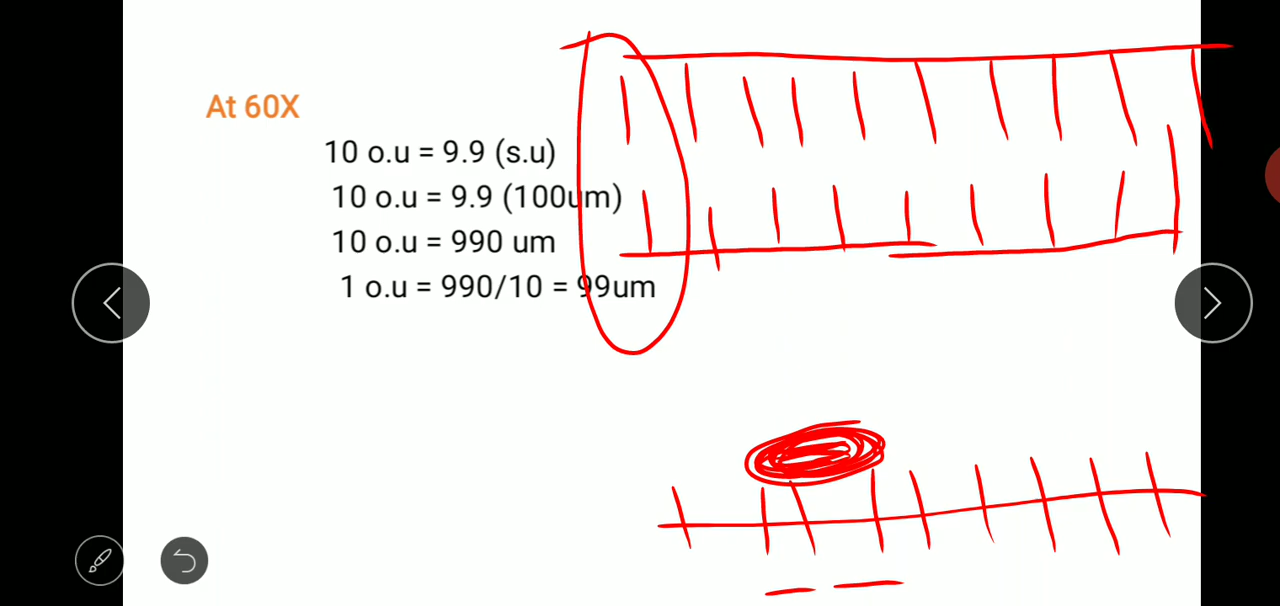 At 60X
10 o.u = 9.9 (s.u)
10 o.u = 9.9 (100um)
10 o.u = 990 um
1 o.u = 990/10 = 99um